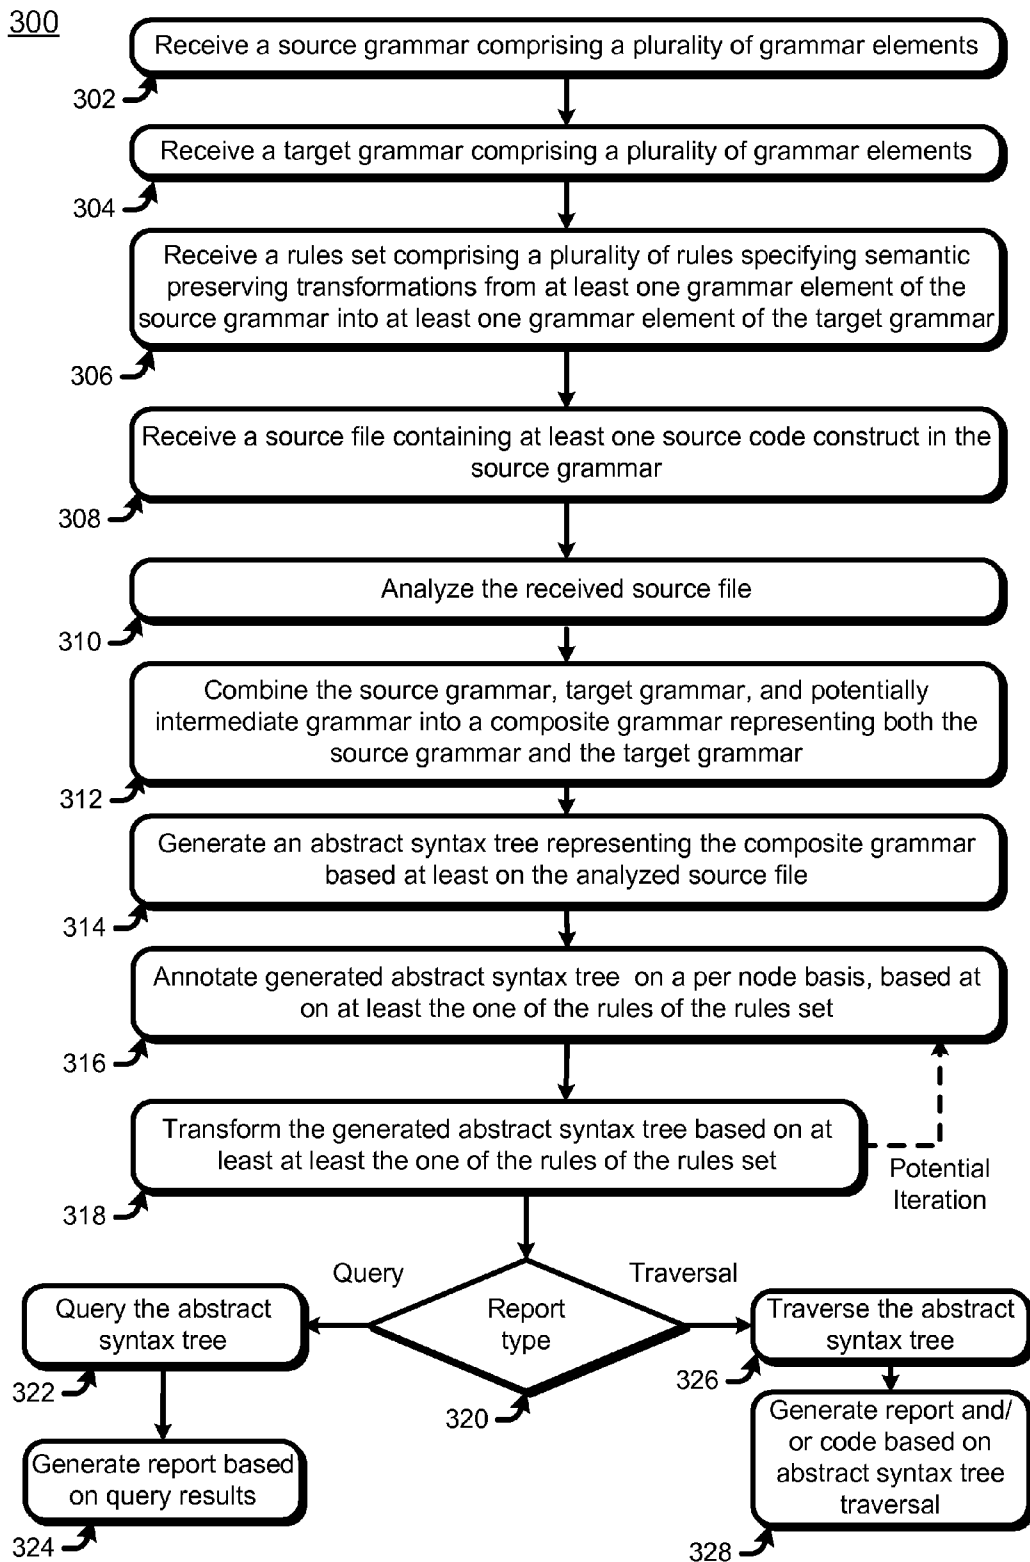 300
Receive a source grammar comprising a plurality of grammar elements
302
Receive a target grammar comprising a plurality of grammar elements
304
Receive a rules set comprising a plurality of rules specifying semantic
preserving transformations from at least one grammar element of the
source grammar into at least one grammar element of the target grammar
306
Receive a source file containing at least one source code construct in the
source grammar
308
Analyze the received source file
310
Combine the source grammar, target grammar, and potentially
intermediate grammar into a composite grammar representing both the
source grammar and the target grammar
312
Generate an abstract syntax tree representing the composite grammar
based at least on the analyzed source file
314
Annotate generated abstract syntax tree on a per node basis, based at
on at least the one of the rules of the rules set
316
Transform the generated abstract syntax tree based on at
least at least the one of the rules of the rules set
318
Potential
Iteration
Query
Traversal
Report
type
320
Query the abstract
syntax tree
322
Generate report based
on query results
324
Traverse the abstract
syntax tree
326
Generate report and/
or code based on
abstract syntax tree
traversal
328